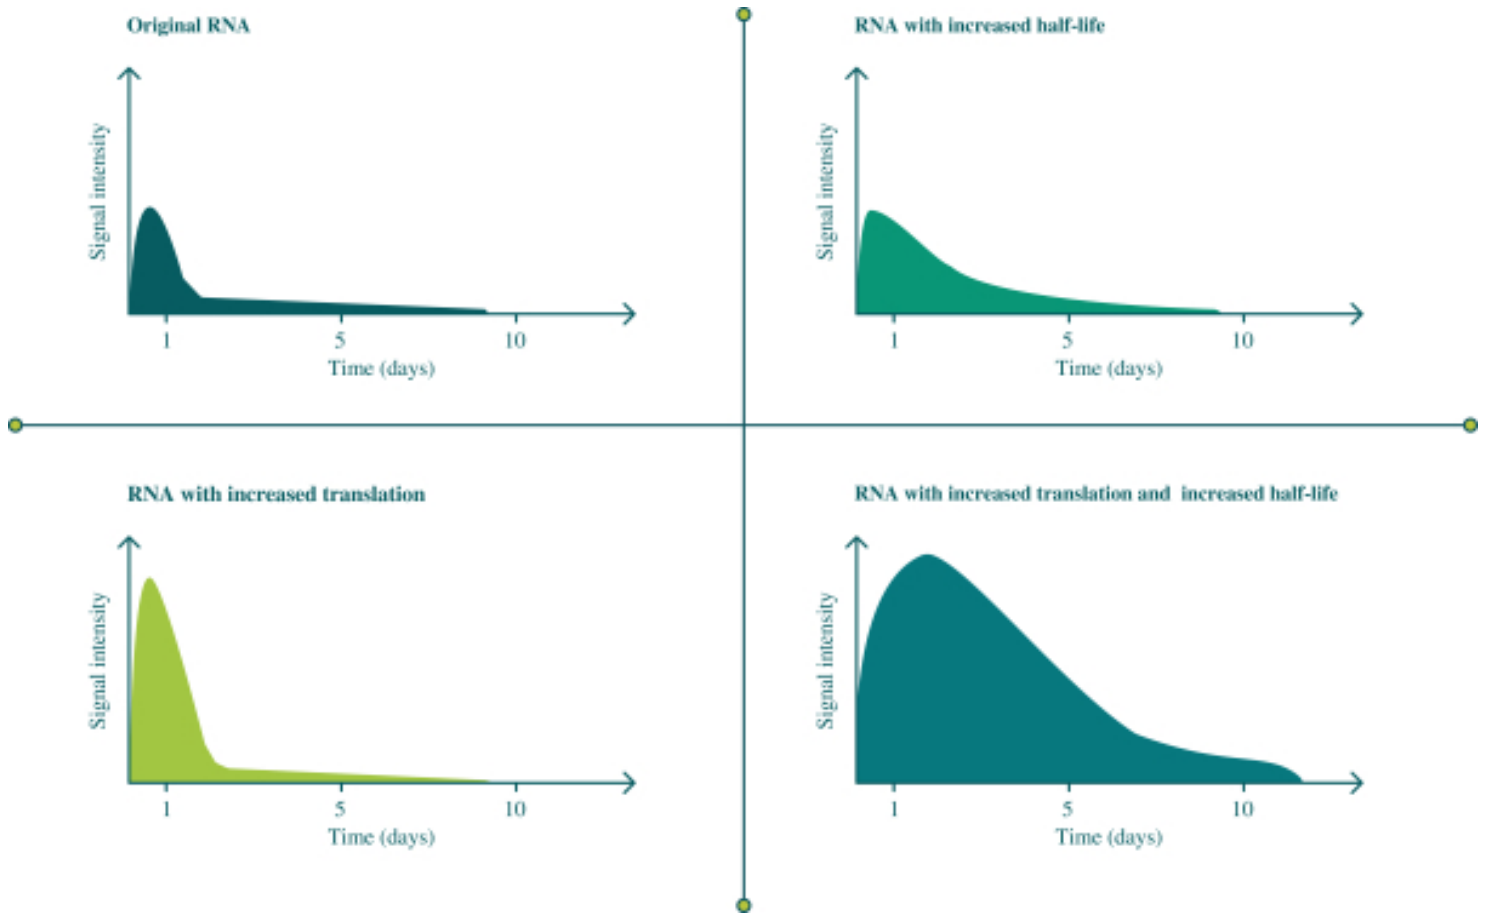 Original RNA
Signal intensity
1 5 10
Time (days)
RNA with increased half-life
Signal intensity
1 5 10
Time (days)
RNA with increased translation
Signal intensity
1 5 10
Time (days)
RNA with increased translation and increased half-life
Signal intensity
1 5 10
Time (days)